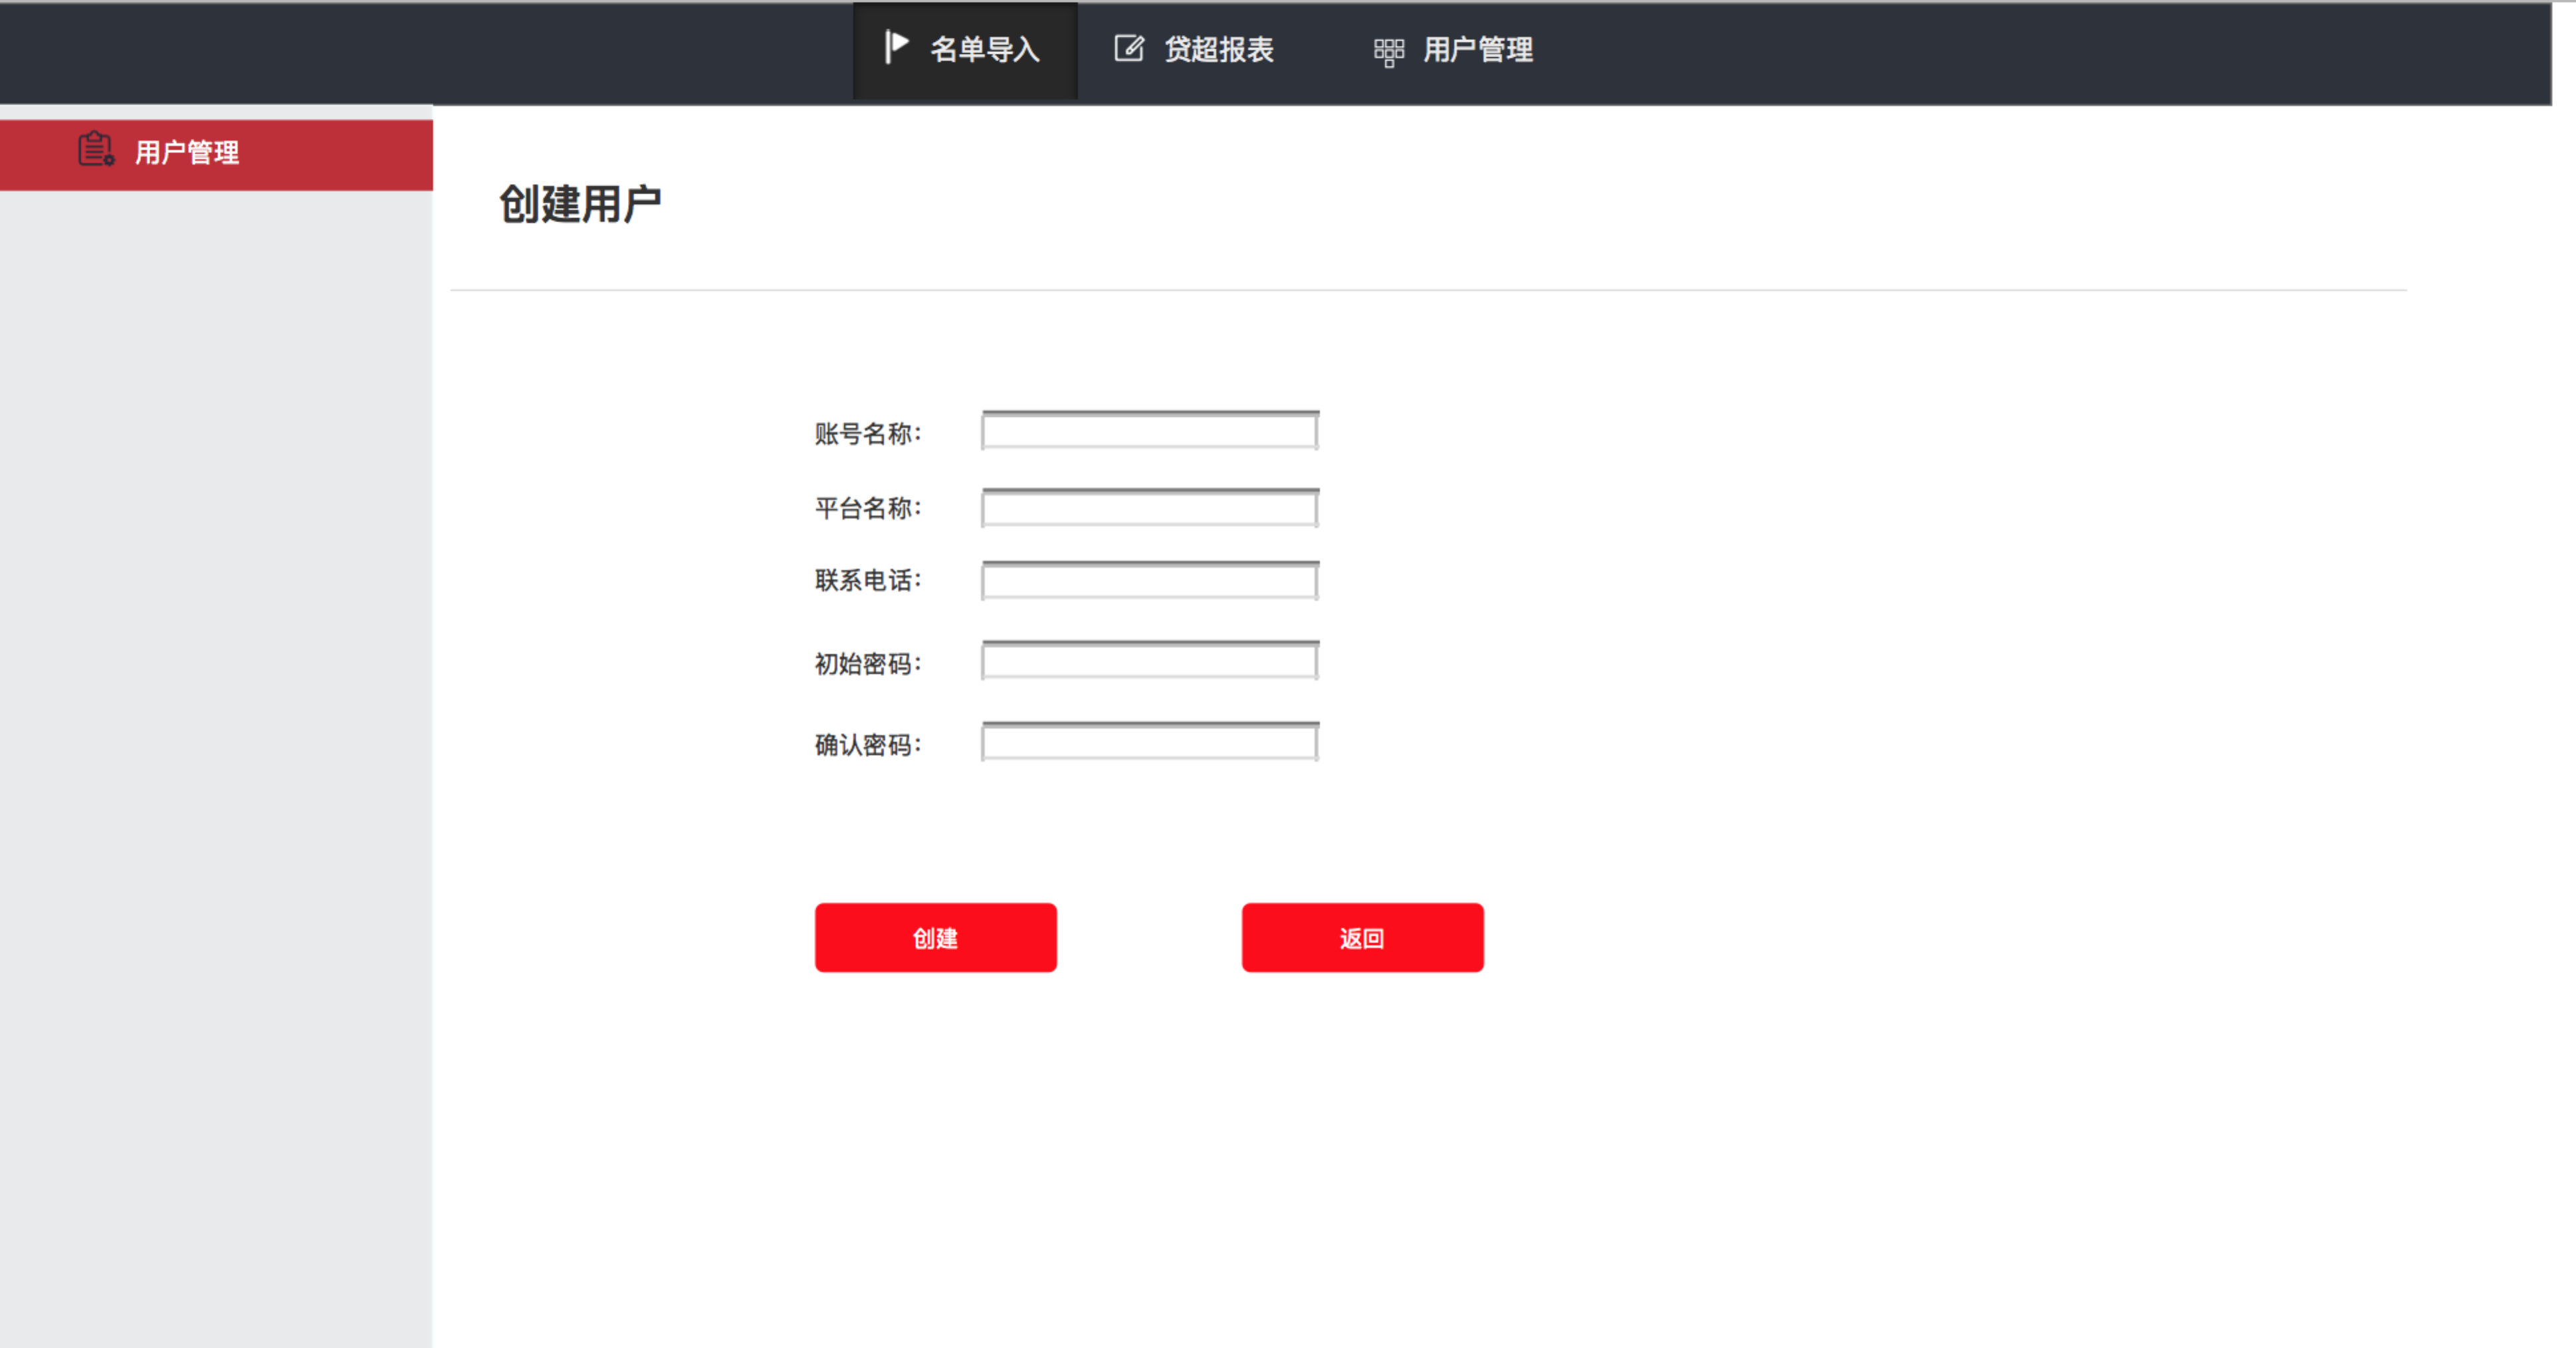 名单导入 贷超报表 用户管理
用户管理
创建用户
账号名称：
平台名称：
联系电话：
初始密码：
确认密码：
创建 返回